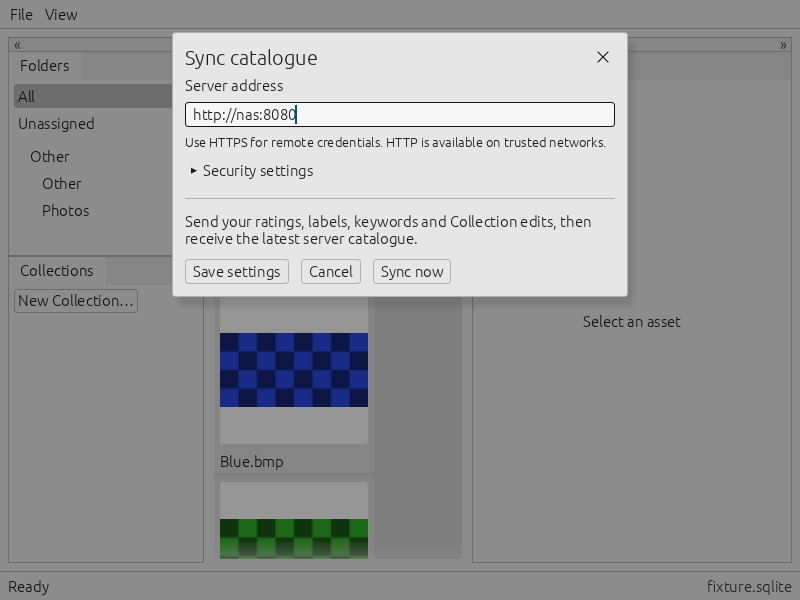 File View
« »
Folders
All
Unassigned
Other
Other
Photos
Collections
New Collection...
Sync catalogue
Server address
http://nas:8080
Use HTTPS for remote credentials. HTTP is available on trusted networks.
Security settings
Send your ratings, labels, keywords and Collection edits, then
receive the latest server catalogue.
Save settings Cancel Sync now
Blue.bmp
Select an asset
Ready fixture.sqlite